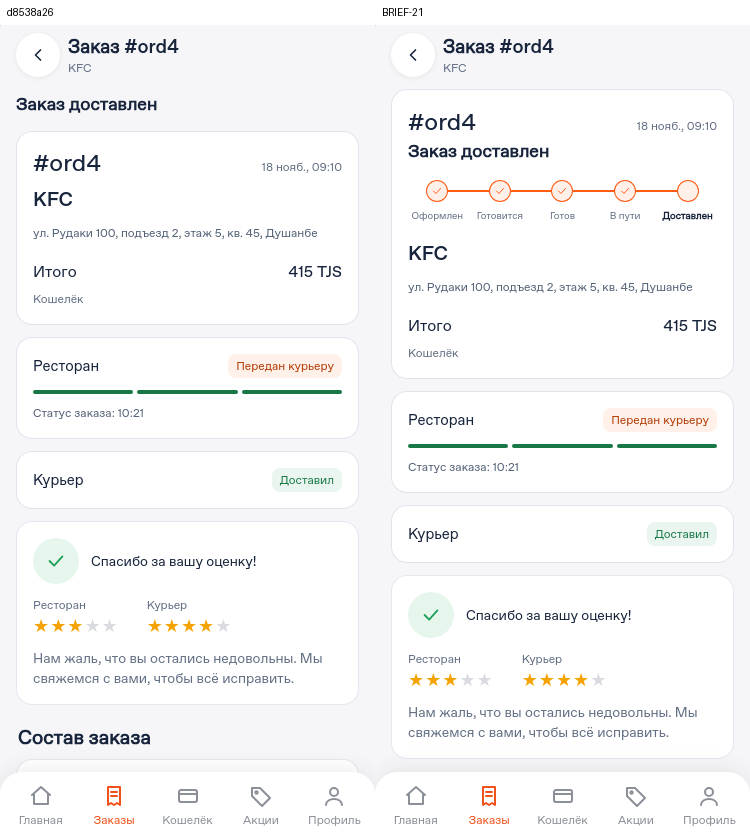 d8538a26
Заказ #ord4
KFC
Заказ доставлен
#ord4
18 нояб., 09:10
KFC
ул. Рудаки 100, подъезд 2, этаж 5, кв. 45, Душанбе
Итого
415 TJS
Кошелёк
Ресторан
Передан курьеру
Статус заказа: 10:21
Курьер
Доставил
Спасибо за вашу оценку!
Ресторан
Курьер
Нам жаль, что вы остались недовольны. Мы
свяжемся с вами, чтобы всё исправить.
Состав заказа
Главная
Заказы
Кошелёк
Акции
Профиль
BRIEF-21
Заказ #ord4
KFC
#ord4
18 нояб., 09:10
Заказ доставлен
Оформлен
Готовится
Готов
В пути
Доставлен
KFC
ул. Рудаки 100, подъезд 2, этаж 5, кв. 45, Душанбе
Итого
415 TJS
Кошелёк
Ресторан
Передан курьеру
Статус заказа: 10:21
Курьер
Доставил
Спасибо за вашу оценку!
Ресторан
Курьер
Нам жаль, что вы остались недовольны. Мы
свяжемся с вами, чтобы всё исправить.
Главная
Заказы
Кошелёк
Акции
Профиль